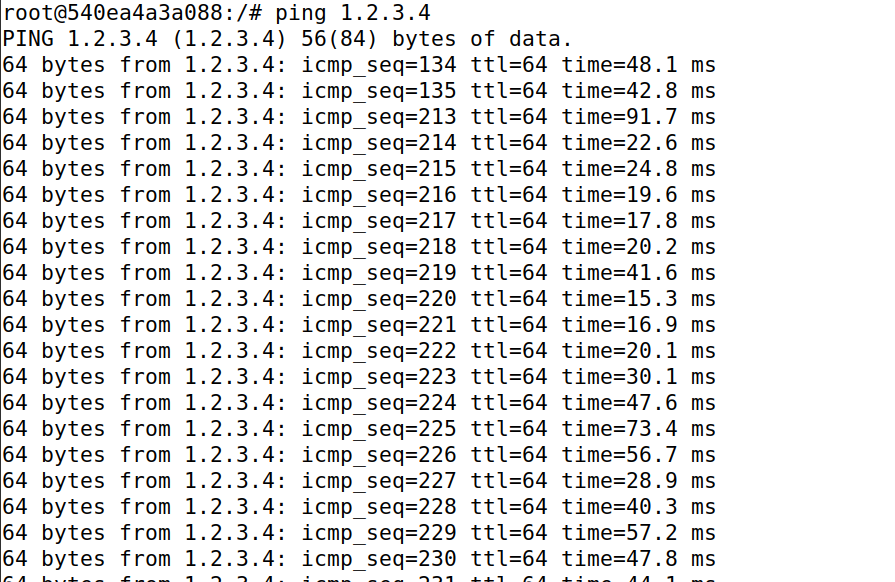 root@540ea4a3a088:/# ping 1.2.3.4
PING 1.2.3.4 (1.2.3.4) 56(84) bytes of data.
64 bytes from 1.2.3.4: icmp_seq=134 ttl=64 time=48.1 ms
64 bytes from 1.2.3.4: icmp_seq=135 ttl=64 time=42.8 ms
64 bytes from 1.2.3.4: icmp_seq=213 ttl=64 time=91.7 ms
64 bytes from 1.2.3.4: icmp_seq=214 ttl=64 time=22.6 ms
64 bytes from 1.2.3.4: icmp_seq=215 ttl=64 time=24.8 ms
64 bytes from 1.2.3.4: icmp_seq=216 ttl=64 time=19.6 ms
64 bytes from 1.2.3.4: icmp_seq=217 ttl=64 time=17.8 ms
64 bytes from 1.2.3.4: icmp_seq=218 ttl=64 time=20.2 ms
64 bytes from 1.2.3.4: icmp_seq=219 ttl=64 time=41.6 ms
64 bytes from 1.2.3.4: icmp_seq=220 ttl=64 time=15.3 ms
64 bytes from 1.2.3.4: icmp_seq=221 ttl=64 time=16.9 ms
64 bytes from 1.2.3.4: icmp_seq=222 ttl=64 time=20.1 ms
64 bytes from 1.2.3.4: icmp_seq=223 ttl=64 time=30.1 ms
64 bytes from 1.2.3.4: icmp_seq=224 ttl=64 time=47.6 ms
64 bytes from 1.2.3.4: icmp_seq=225 ttl=64 time=73.4 ms
64 bytes from 1.2.3.4: icmp_seq=226 ttl=64 time=56.7 ms
64 bytes from 1.2.3.4: icmp_seq=227 ttl=64 time=28.9 ms
64 bytes from 1.2.3.4: icmp_seq=228 ttl=64 time=40.3 ms
64 bytes from 1.2.3.4: icmp_seq=229 ttl=64 time=57.2 ms
64 bytes from 1.2.3.4: icmp_seq=230 ttl=64 time=47.8 ms
64 bytes from 1.2.3.4: icmp_seq=231 ttl=64 time=44.1 ms